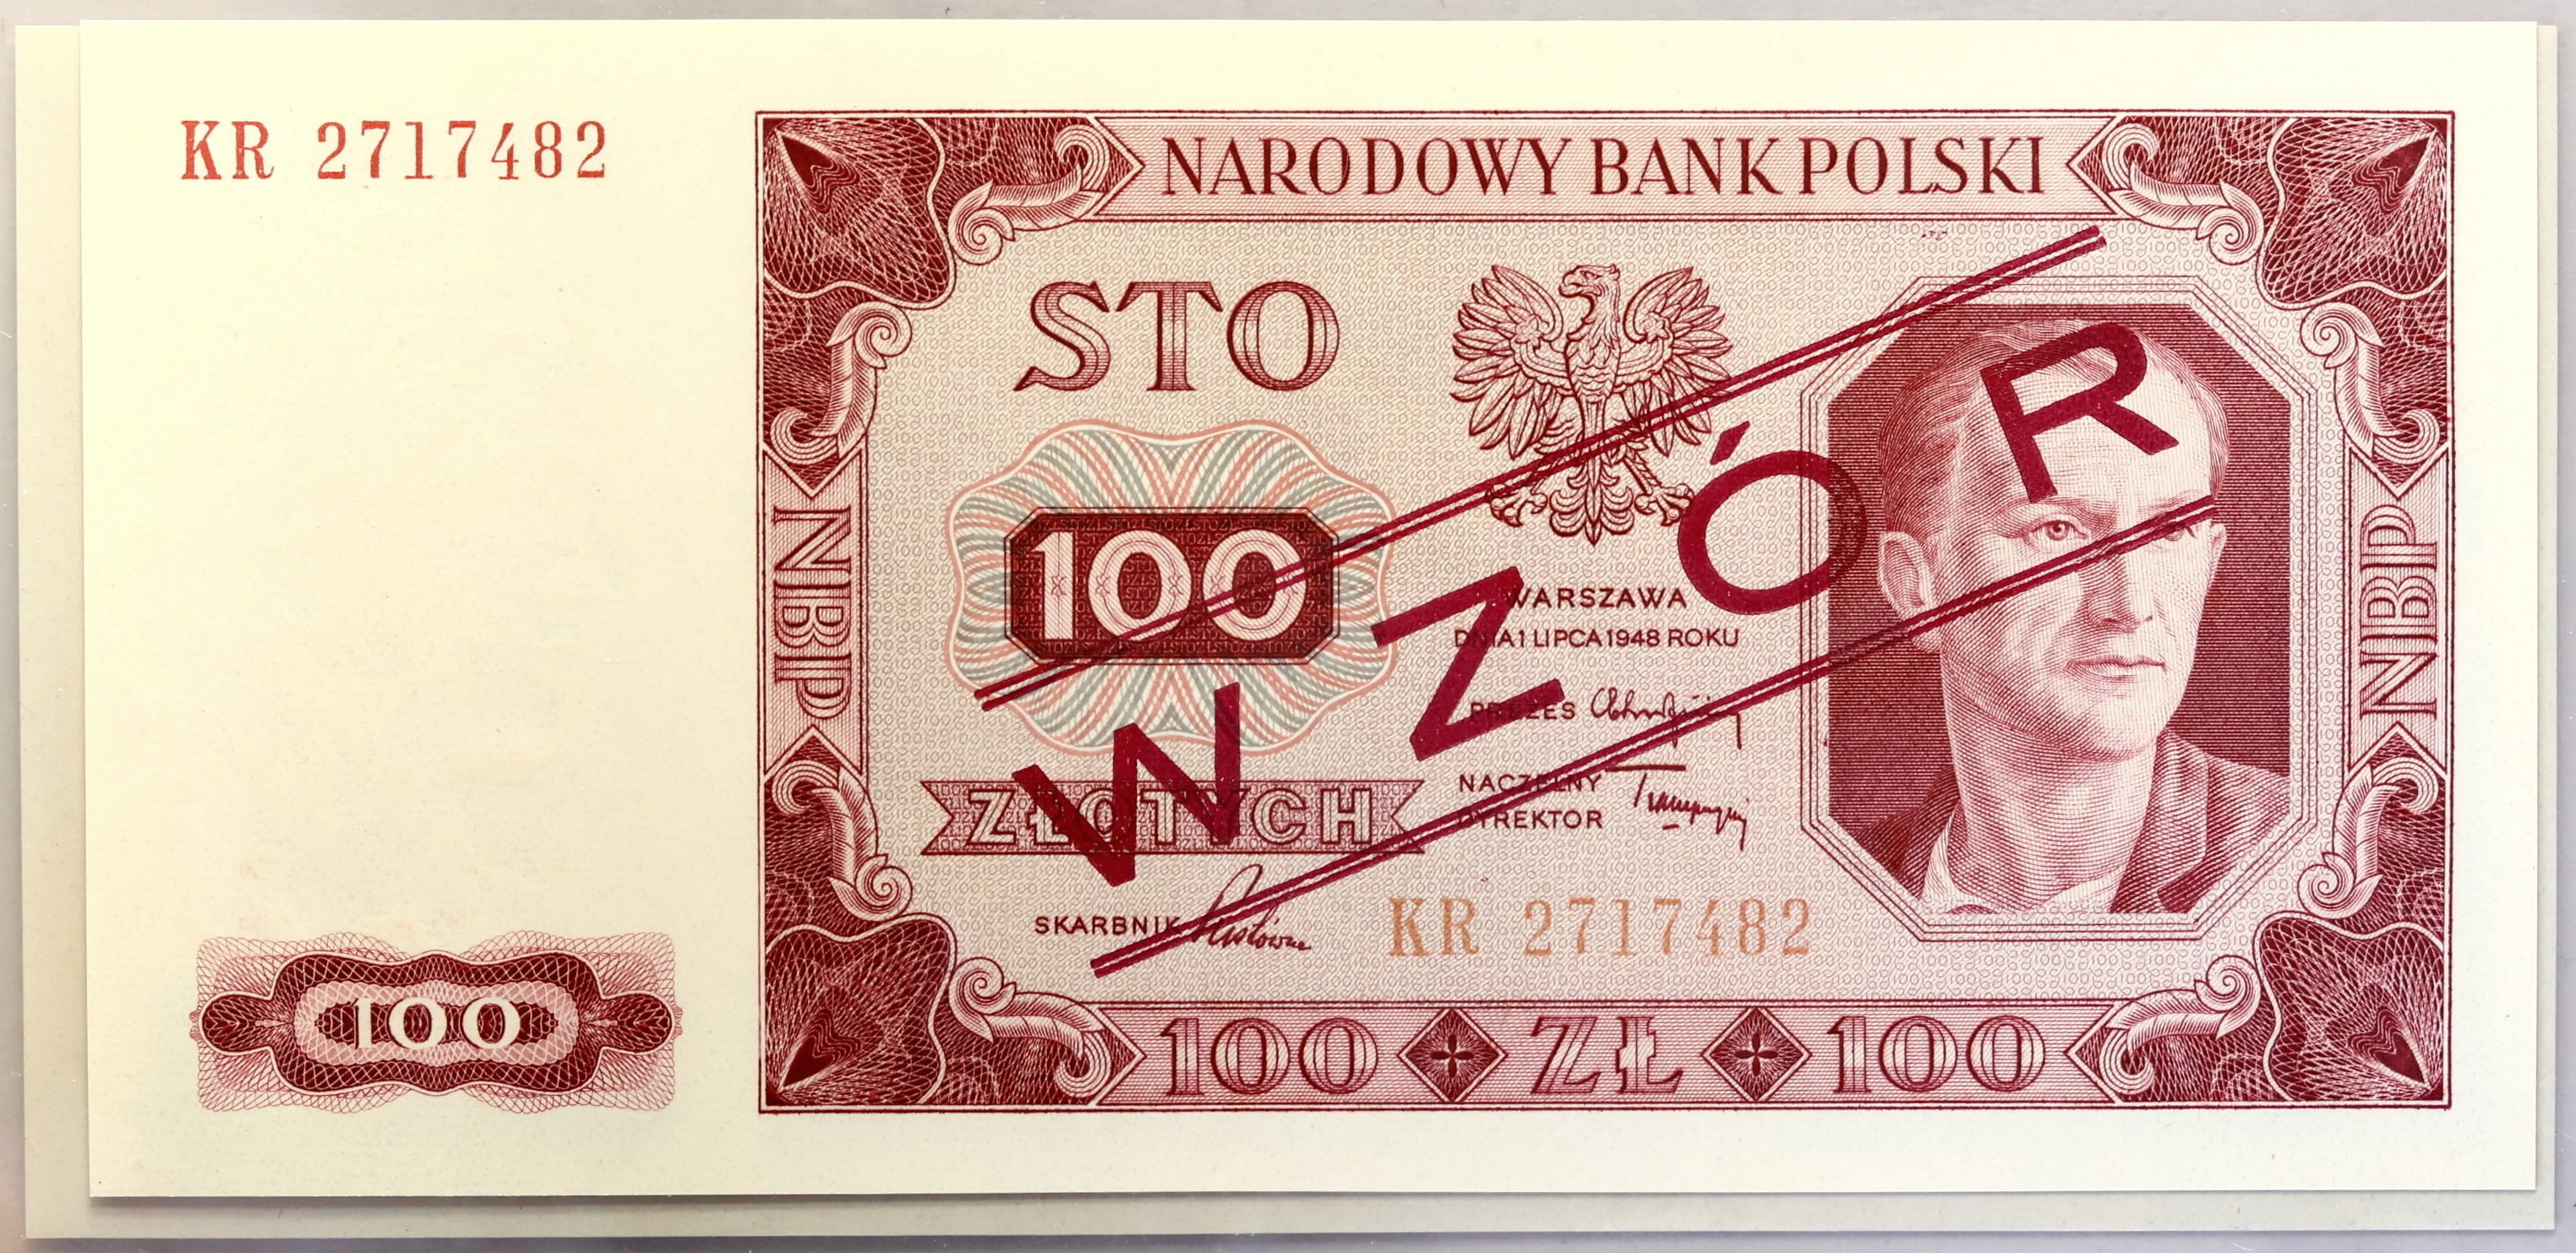 KR 2717482
NARODOWY BANK POLSKI
STO
100
ZŁOTYCH
WARSZAWA
DNIA 1 LIPCA 1948 ROKU
PREZES
NACZELNY
DYREKTOR
SKARBNIK
KR 2717482
WZÓR
NBP
NBP
100
100 ZŁ 100